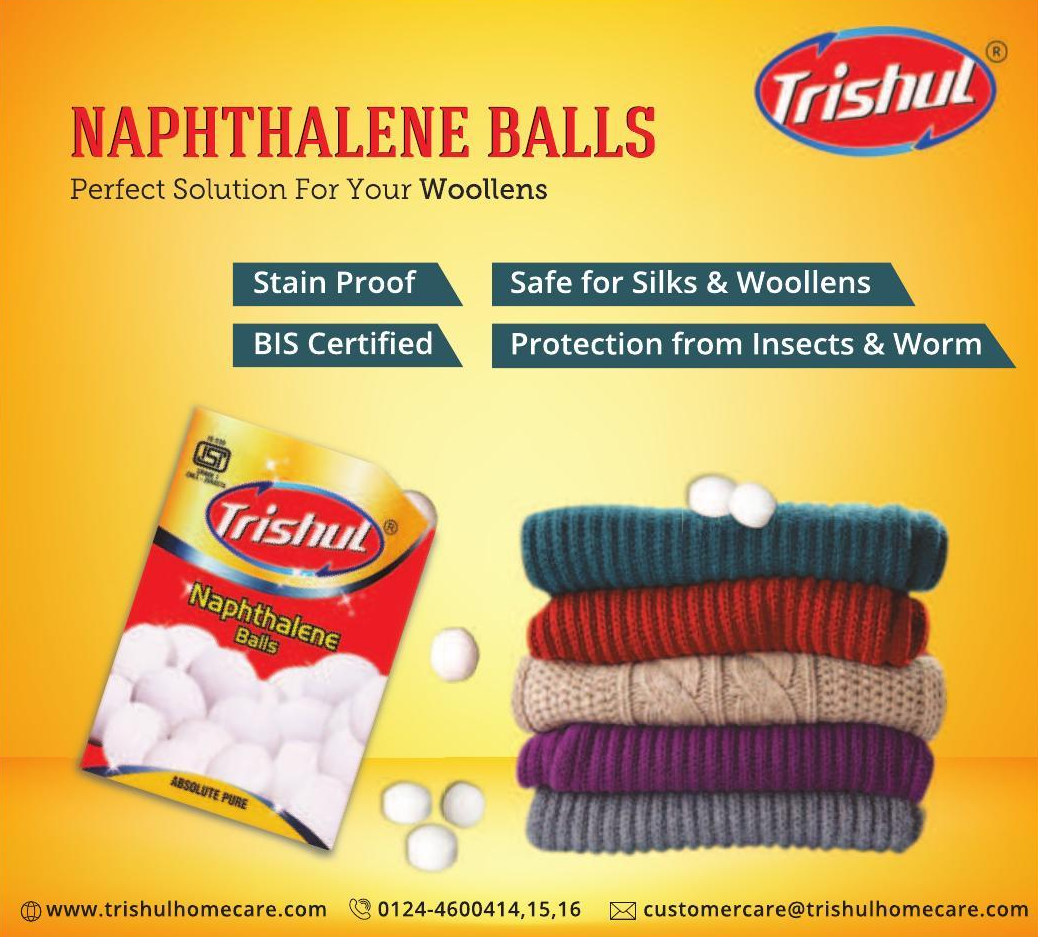 Trishul ®
NAPHTHALENE BALLS
Perfect Solution For Your Woollens
Stain Proof
Safe for Silks & Woollens
BIS Certified
Protection from Insects & Worm
ISI
Trishul ®
Naphthalene
Balls
ABSOLUTE PURE
www.trishulhomecare.com
0124-4600414,15,16
customercare@trishulhomecare.com